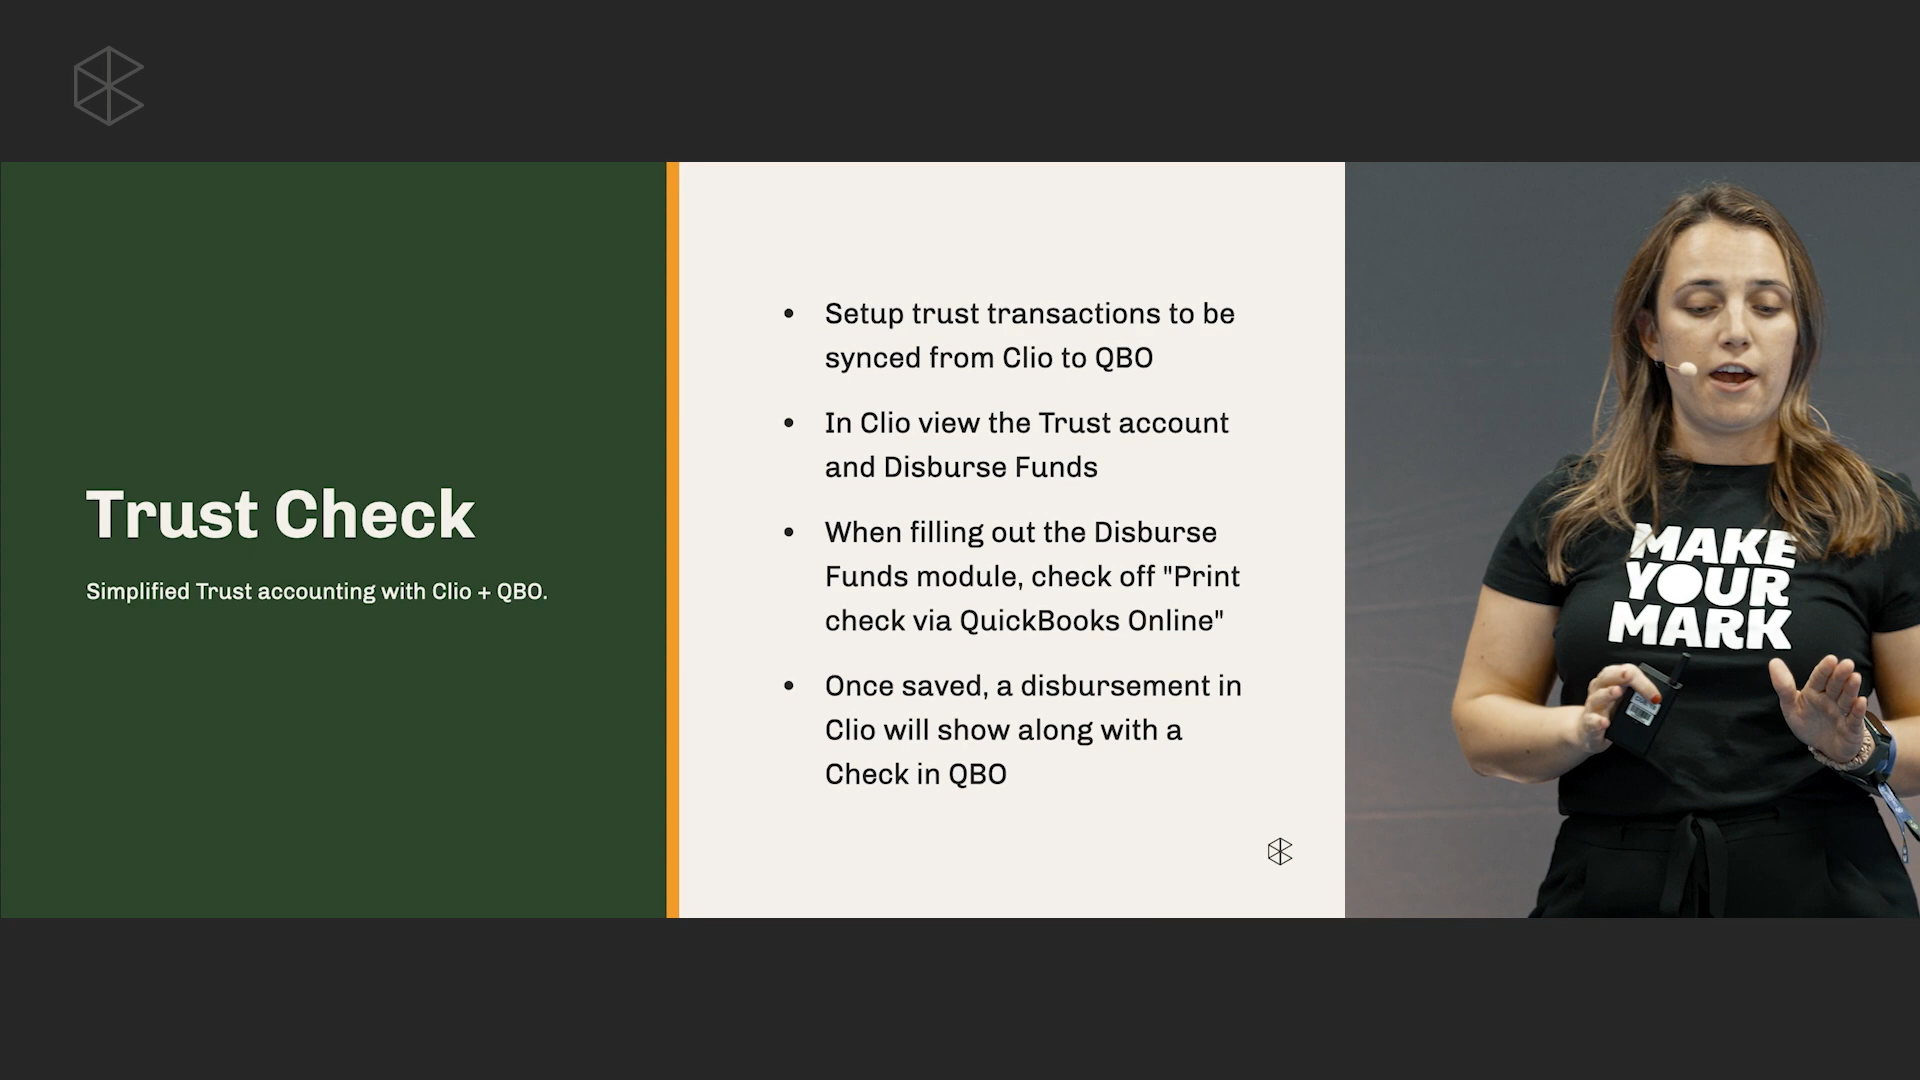 Trust Check
Simplified Trust accounting with Clio + QBO.
• Setup trust transactions to be
synced from Clio to QBO
• In Clio view the Trust account
and Disburse Funds
• When filling out the Disburse
Funds module, check off "Print
check via QuickBooks Online"
• Once saved, a disbursement in
Clio will show along with a
Check in QBO
MAKE
YOUR
MARK